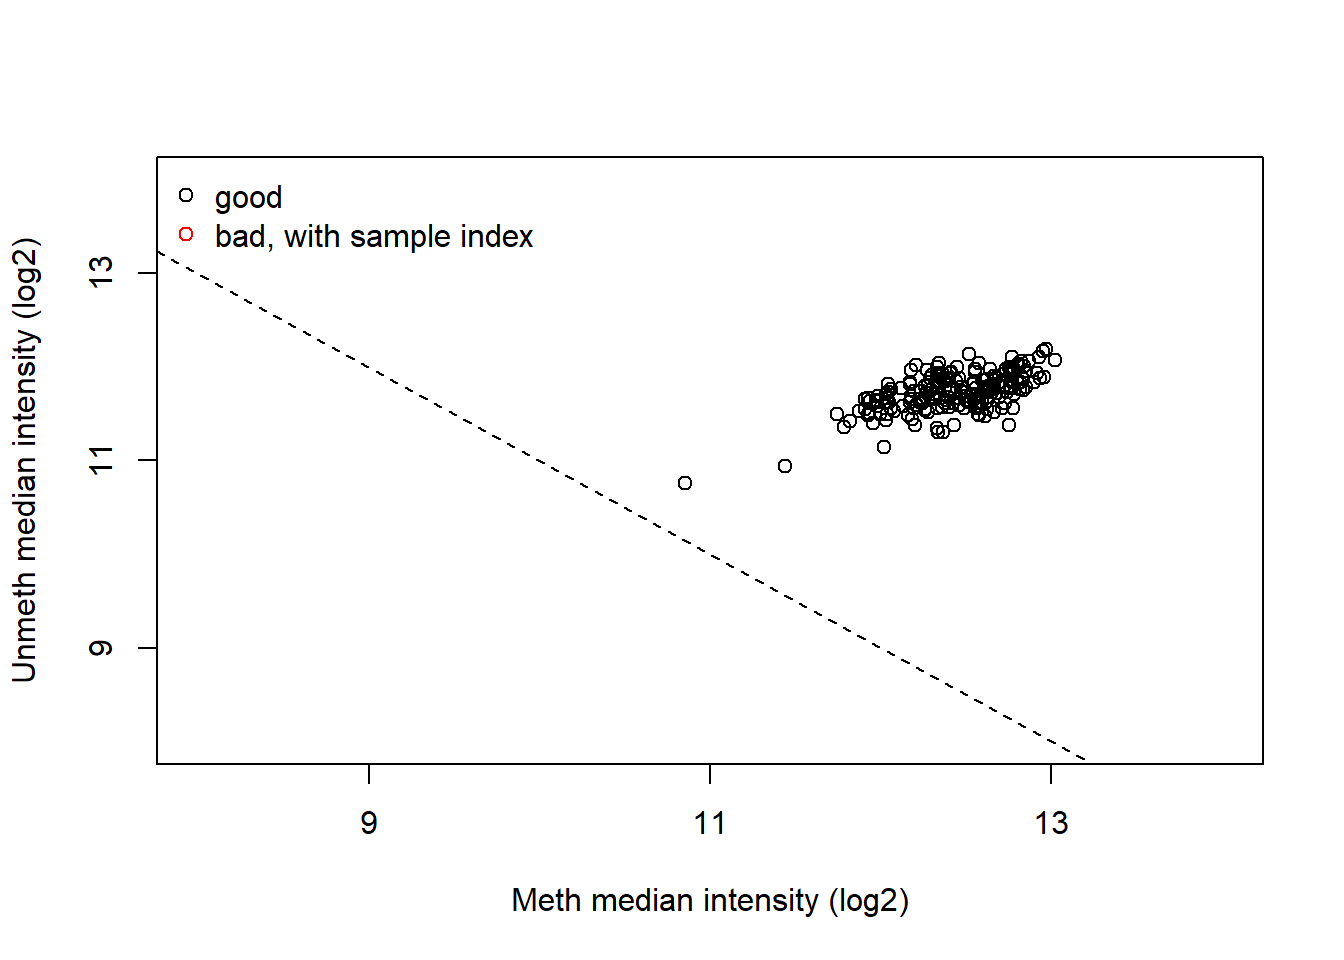 good
bad, with sample index
Unmeth median intensity (log2)
13
11
9
9 11 13
Meth median intensity (log2)